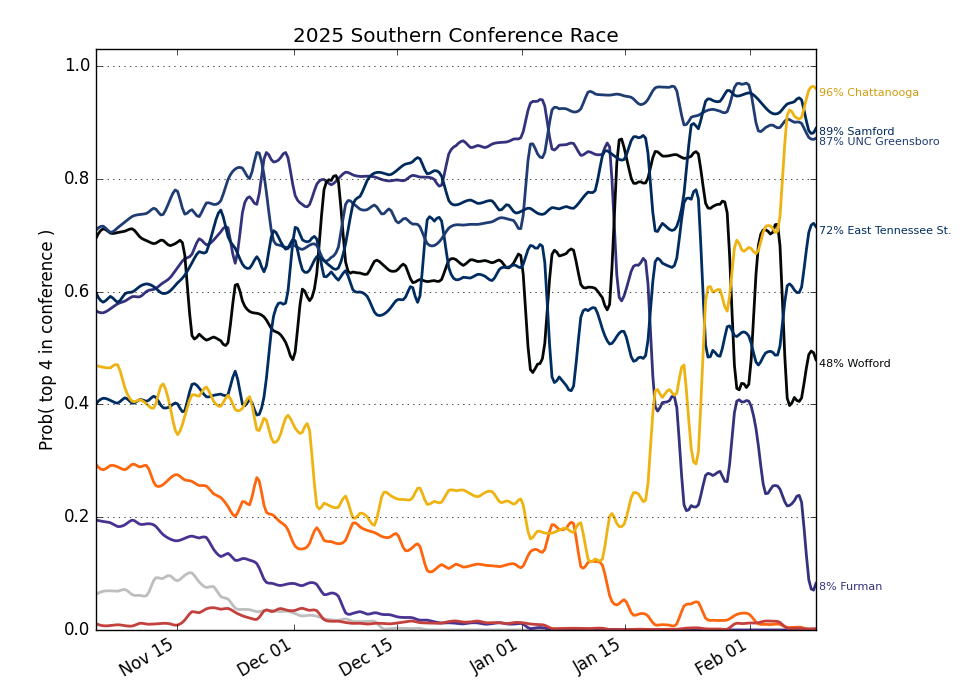 2025 Southern Conference Race
Prob( top 4 in conference )
1.0
0.8
0.6
0.4
0.2
0.0
Nov 15
Dec 01
Dec 15
Jan 01
Jan 15
Feb 01
96% Chattanooga
89% Samford
87% UNC Greensboro
72% East Tennessee St.
48% Wofford
8% Furman